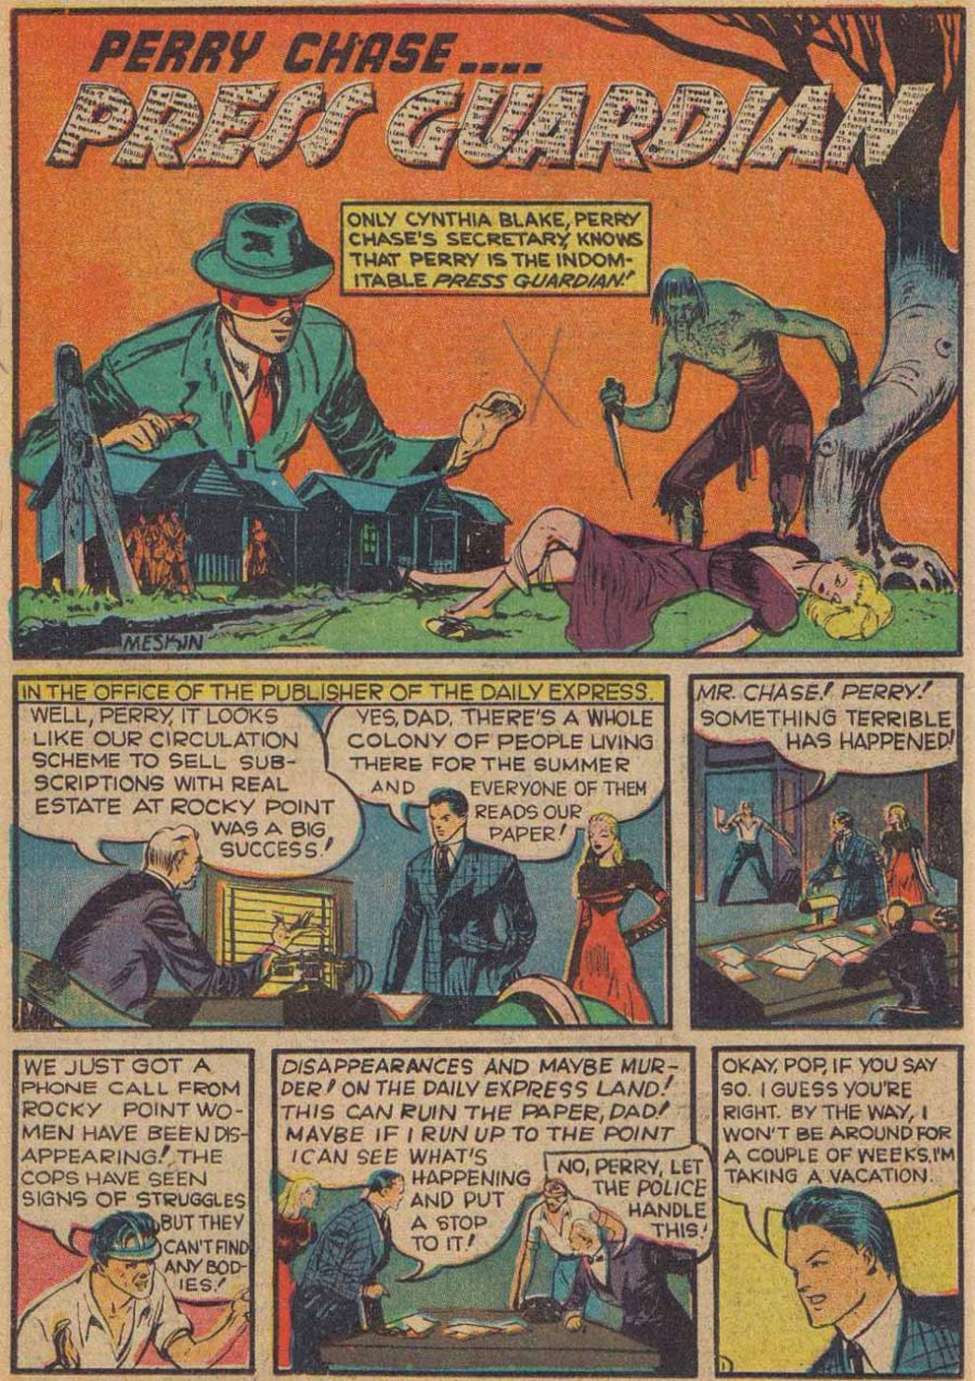 PERRY CHASE....
PRESS GUARDIAN
ONLY CYNTHIA BLAKE, PERRY
CHASE'S SECRETARY, KNOWS
THAT PERRY IS THE INDOM-
ITABLE PRESS GUARDIAN!
MESKIN
IN THE OFFICE OF THE PUBLISHER OF THE DAILY EXPRESS.
WELL, PERRY, IT LOOKS
LIKE OUR CIRCULATION
SCHEME TO SELL SUB-
SCRIPTIONS WITH REAL
ESTATE AT ROCKY POINT
WAS A BIG
SUCCESS!
YES, DAD. THERE'S A WHOLE
COLONY OF PEOPLE LIVING
THERE FOR THE SUMMER
AND EVERYONE OF THEM
READS OUR
PAPER!
MR. CHASE! PERRY!
SOMETHING TERRIBLE
HAS HAPPENED!
WE JUST GOT A
PHONE CALL FROM
ROCKY POINT WO-
MEN HAVE BEEN DIS-
APPEARING! THE
COPS HAVE SEEN
SIGNS OF STRUGGLES
BUT THEY
CAN'T FIND
ANY BOD-
IES!
DISAPPEARANCES AND MAYBE MUR-
DER! ON THE DAILY EXPRESS LAND!
THIS CAN RUIN THE PAPER, DAD!
MAYBE IF I RUN UP TO THE POINT
I CAN SEE WHAT'S
HAPPENING
AND PUT
A STOP
TO IT!
NO, PERRY, LET
THE POLICE
HANDLE
THIS!
OKAY, POP, IF YOU SAY
SO. I GUESS YOU'RE
RIGHT. BY THE WAY, I
WON'T BE AROUND FOR
A COUPLE OF WEEKS. I'M
TAKING A VACATION.
1